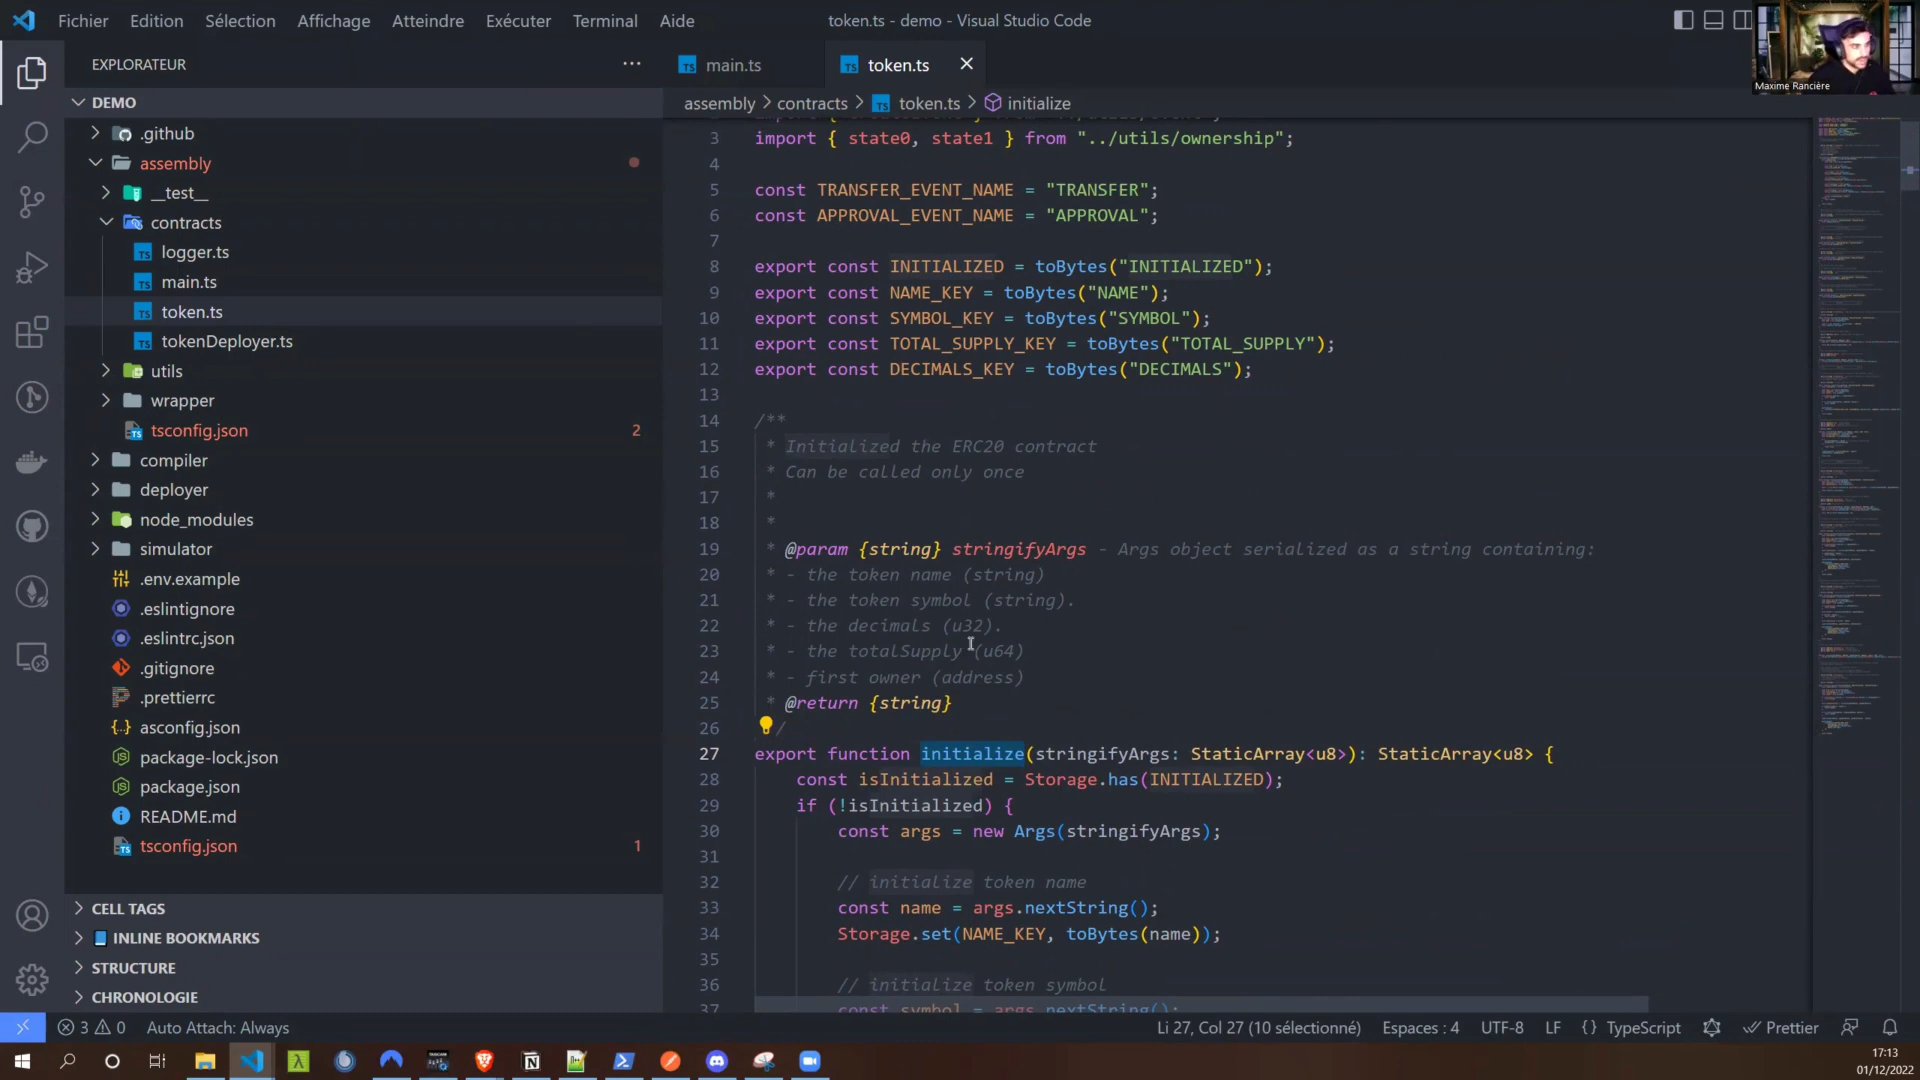 Fichier Edition Sélection Affichage Atteindre Exécuter Terminal Aide
token.ts - demo - Visual Studio Code
Maxime Rancière
EXPLORATEUR
DEMO
.github
assembly
__test__
contracts
logger.ts
main.ts
token.ts
tokenDeployer.ts
utils
wrapper
tsconfig.json 2
compiler
deployer
node_modules
simulator
.env.example
.eslintignore
.eslintrc.json
.gitignore
.prettierrc
asconfig.json
package-lock.json
package.json
README.md
tsconfig.json 1
CELL TAGS
INLINE BOOKMARKS
STRUCTURE
CHRONOLOGIE
main.ts token.ts
assembly > contracts > token.ts > initialize
3 import { state0, state1 } from "../utils/ownership";
4
5 const TRANSFER_EVENT_NAME = "TRANSFER";
6 const APPROVAL_EVENT_NAME = "APPROVAL";
7
8 export const INITIALIZED = toBytes("INITIALIZED");
9 export const NAME_KEY = toBytes("NAME");
10 export const SYMBOL_KEY = toBytes("SYMBOL");
11 export const TOTAL_SUPPLY_KEY = toBytes("TOTAL_SUPPLY");
12 export const DECIMALS_KEY = toBytes("DECIMALS");
13
14 /**
15 * Initialized the ERC20 contract
16 * Can be called only once
17 *
18 *
19 * @param {string} stringifyArgs - Args object serialized as a string containing:
20 * - the token name (string)
21 * - the token symbol (string).
22 * - the decimals (u32).
23 * - the totalSupply (u64)
24 * - first owner (address)
25 * @return {string}
26 /
27 export function initialize(stringifyArgs: StaticArray<u8>): StaticArray<u8> {
28 const isInitialized = Storage.has(INITIALIZED);
29 if (!isInitialized) {
30 const args = new Args(stringifyArgs);
31
32 // initialize token name
33 const name = args.nextString();
34 Storage.set(NAME_KEY, toBytes(name));
35
36 // initialize token symbol
37 const symbol = args.nextString();
3 0 Auto Attach: Always
Li 27, Col 27 (10 sélectionné) Espaces : 4 UTF-8 LF {} TypeScript Prettier
17:13
01/12/2022